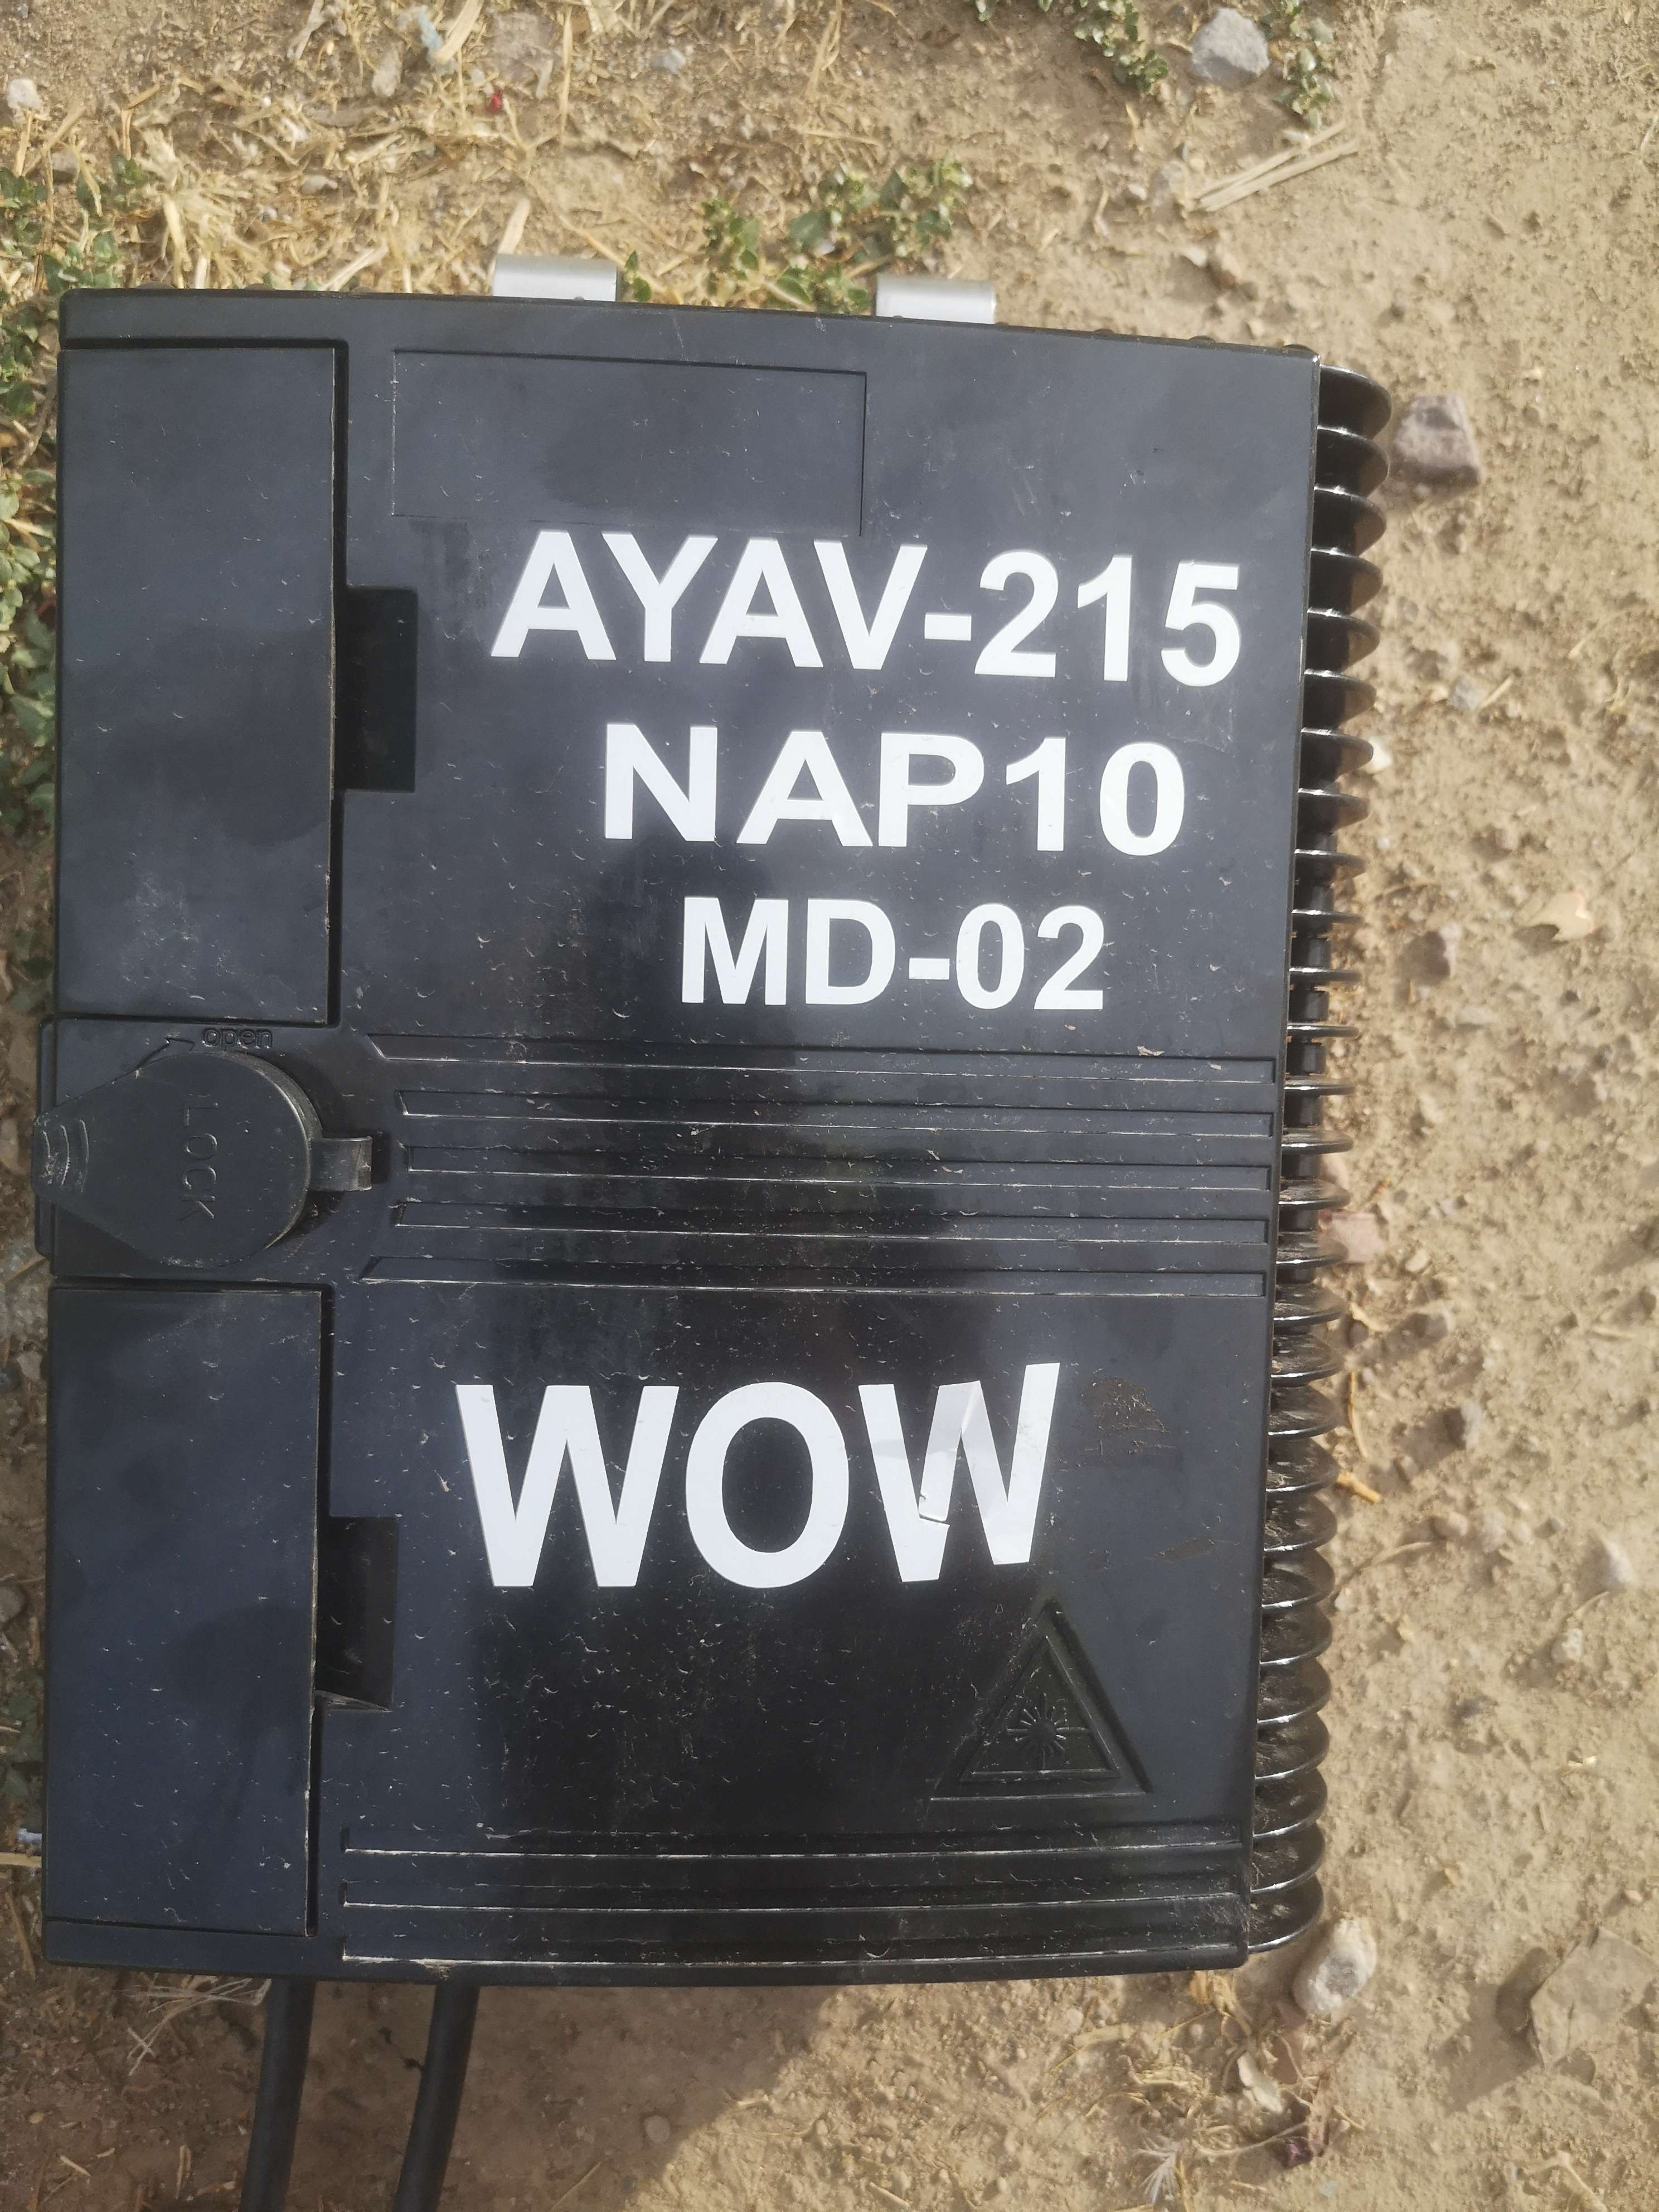 AYAV-215
NAP10
MD-02
open
LOCK
WOW